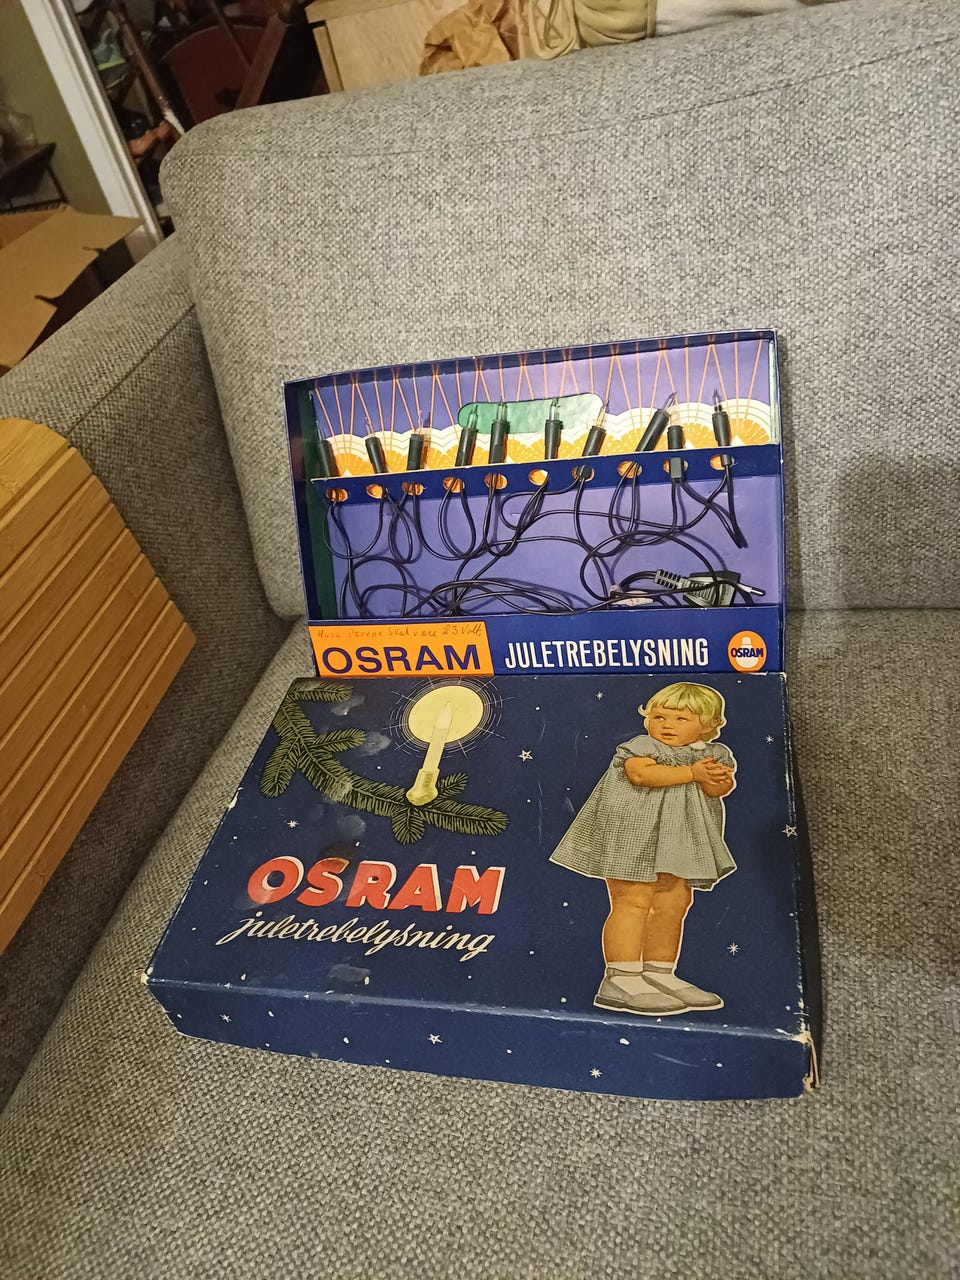 Husk pærene skal være 23 Volt.
OSRAM JULETREBELYSNING OSRAM
OSRAM
juletrebelysning